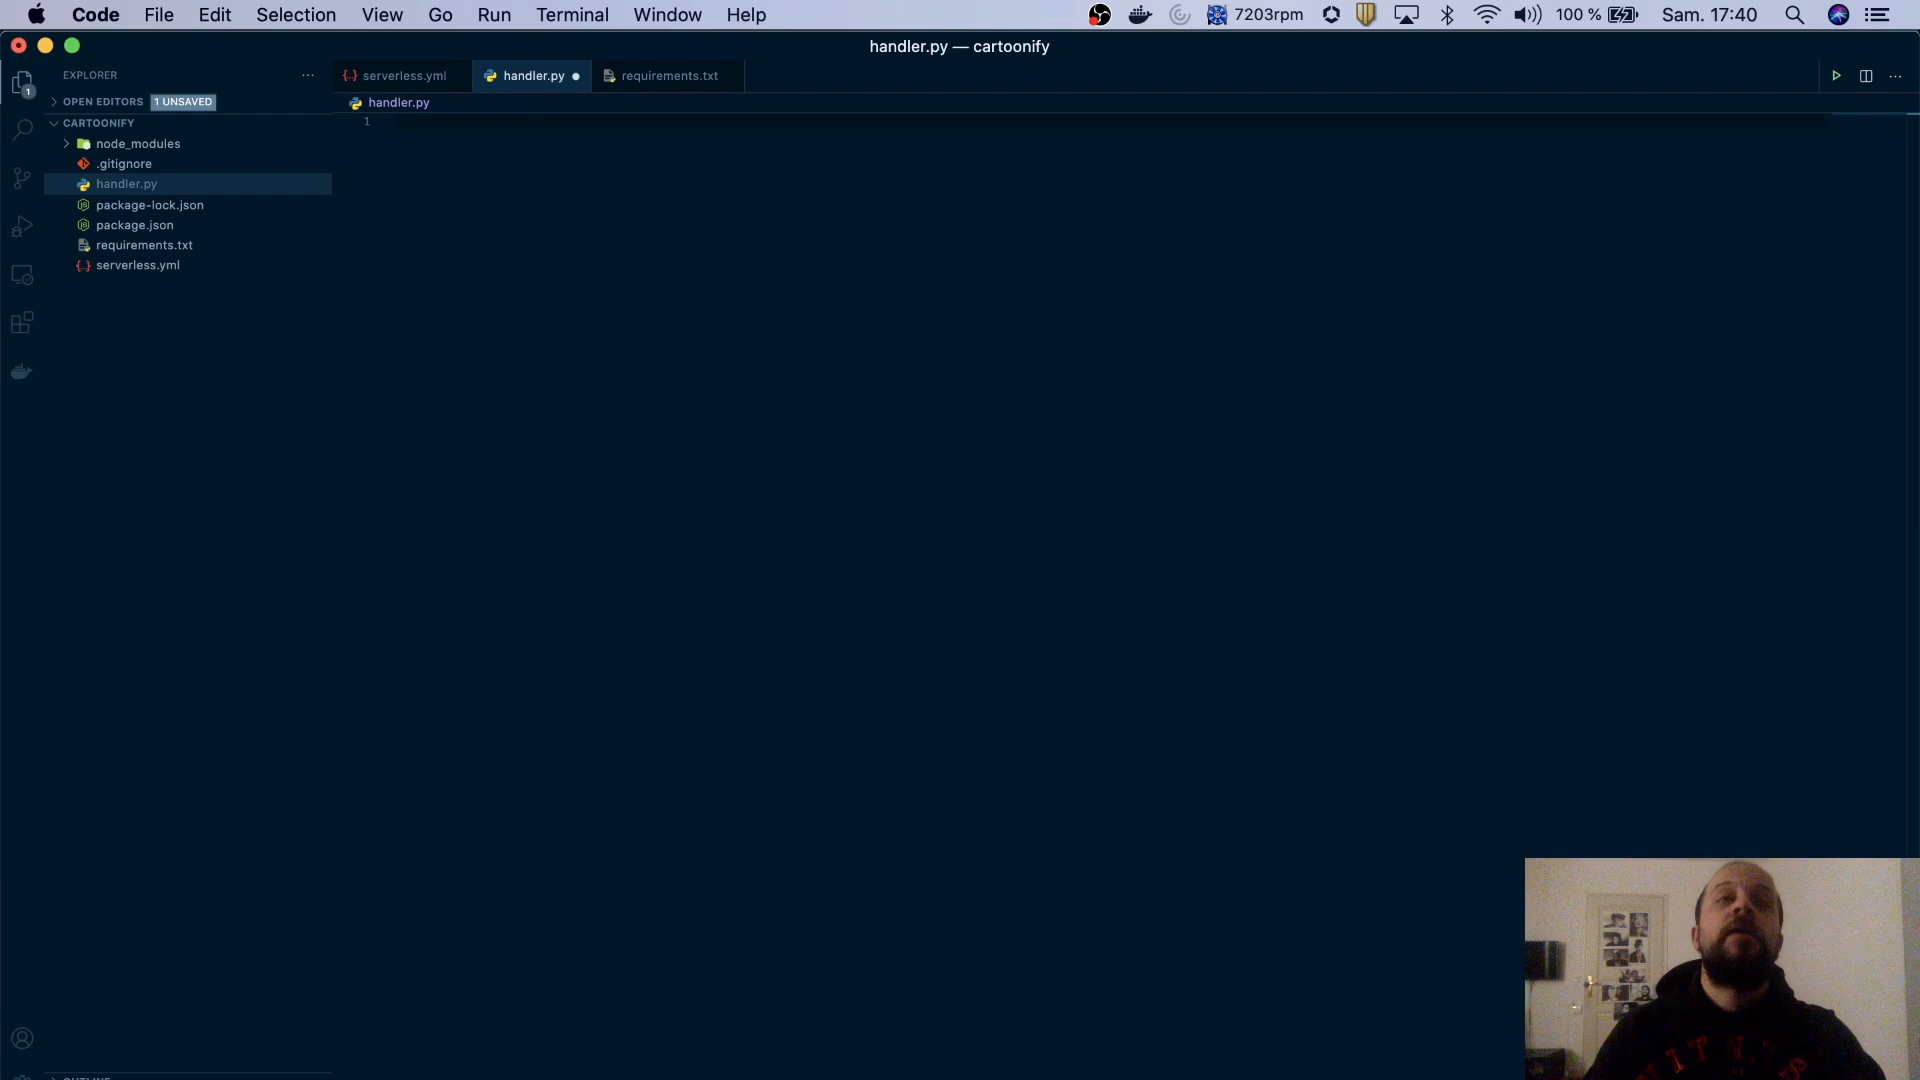 Code File Edit Selection View Go Run Terminal Window Help 7203rpm 100 % Sam. 17:40
handler.py — cartoonify
EXPLORER
serverless.yml handler.py requirements.txt
OPEN EDITORS 1 UNSAVED
handler.py
CARTOONIFY
1
node_modules
.gitignore
handler.py
package-lock.json
package.json
requirements.txt
serverless.yml
1
OUTLINE